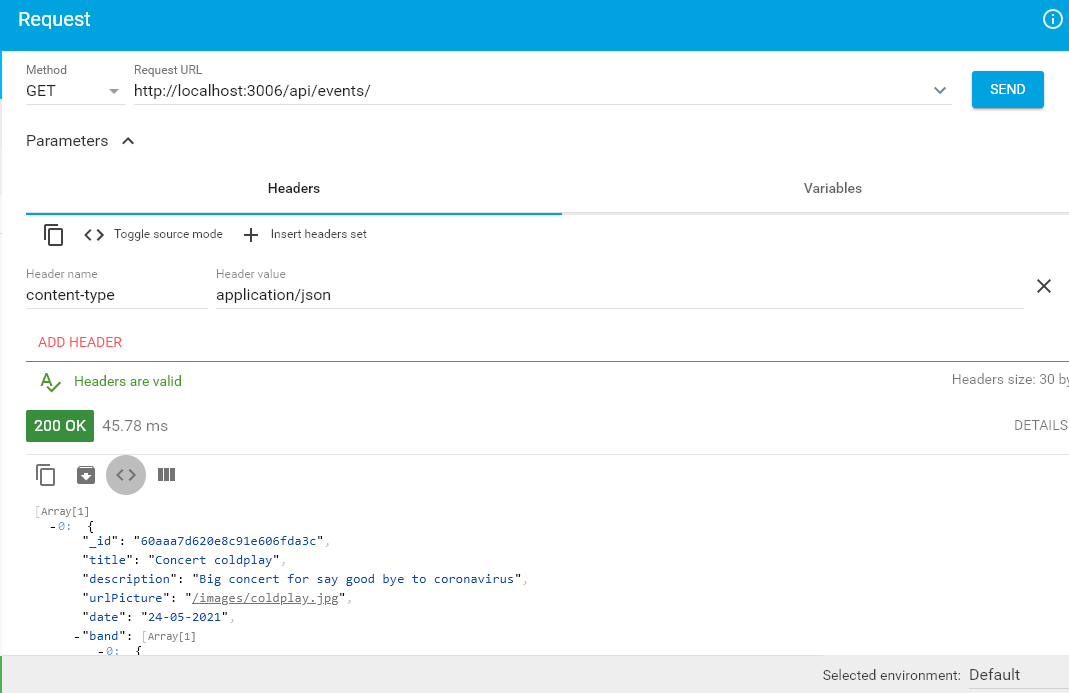 Request
Method
Request URL
GET
http://localhost:3006/api/events/
SEND
Parameters
Headers
Variables
Toggle source mode
Insert headers set
Header name
Header value
content-type
application/json
ADD HEADER
Headers are valid
Headers size: 30 by
200 OK
45.78 ms
DETAILS
[Array[1]
-0: {
"_id": "60aaa7d620e8c91e606fda3c",
"title": "Concert coldplay",
"description": "Big concert for say good bye to coronavirus",
"urlPicture": "/images/coldplay.jpg",
"date": "24-05-2021",
-"band": [Array[1]
-0: {
Selected environment: Default